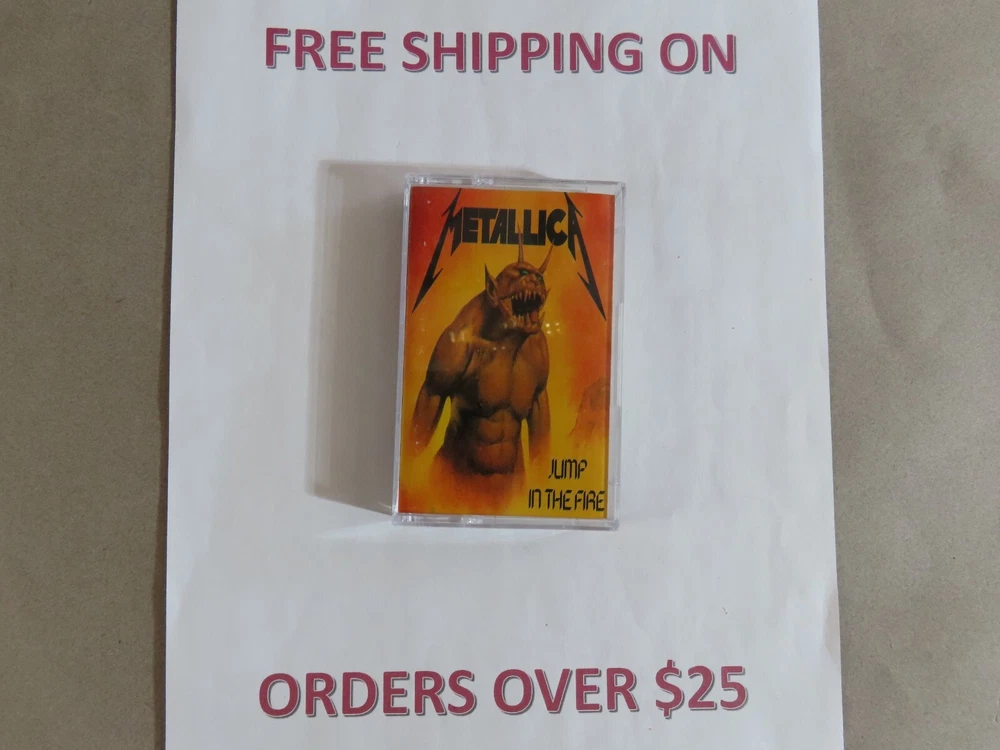 FREE SHIPPING ON
METALLICA
JUMP
IN THE FIRE
ORDERS OVER $25